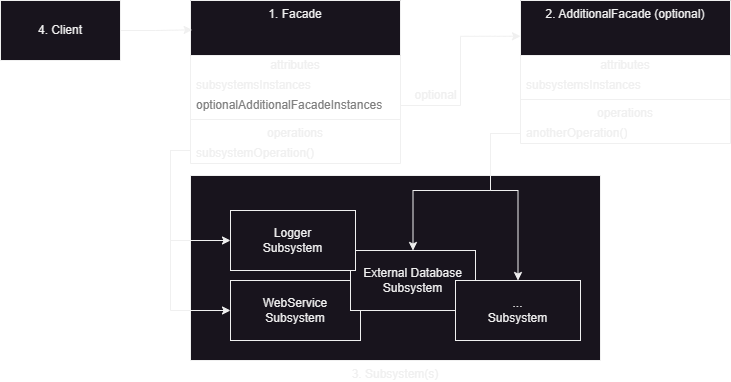 4. Client
1. Facade
attributes
subsystemsInstances
optionalAdditionalFacadeInstances
operations
subsystemOperation()
optional
2. AdditionalFacade (optional)
attributes
subsystemsInstances
operations
anotherOperation()
Logger
Subsystem
External Database
Subsystem
WebService
Subsystem
...
Subsystem
3. Subsystem(s)